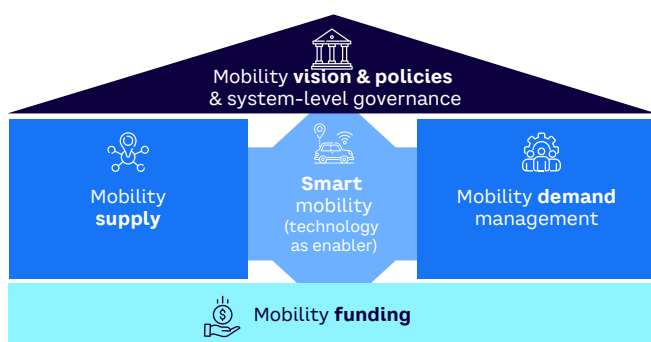 Mobility vision & policies
& system-level governance
Mobility
supply
Smart
mobility
(technology
as enabler)
Mobility demand
management
$
Mobility funding